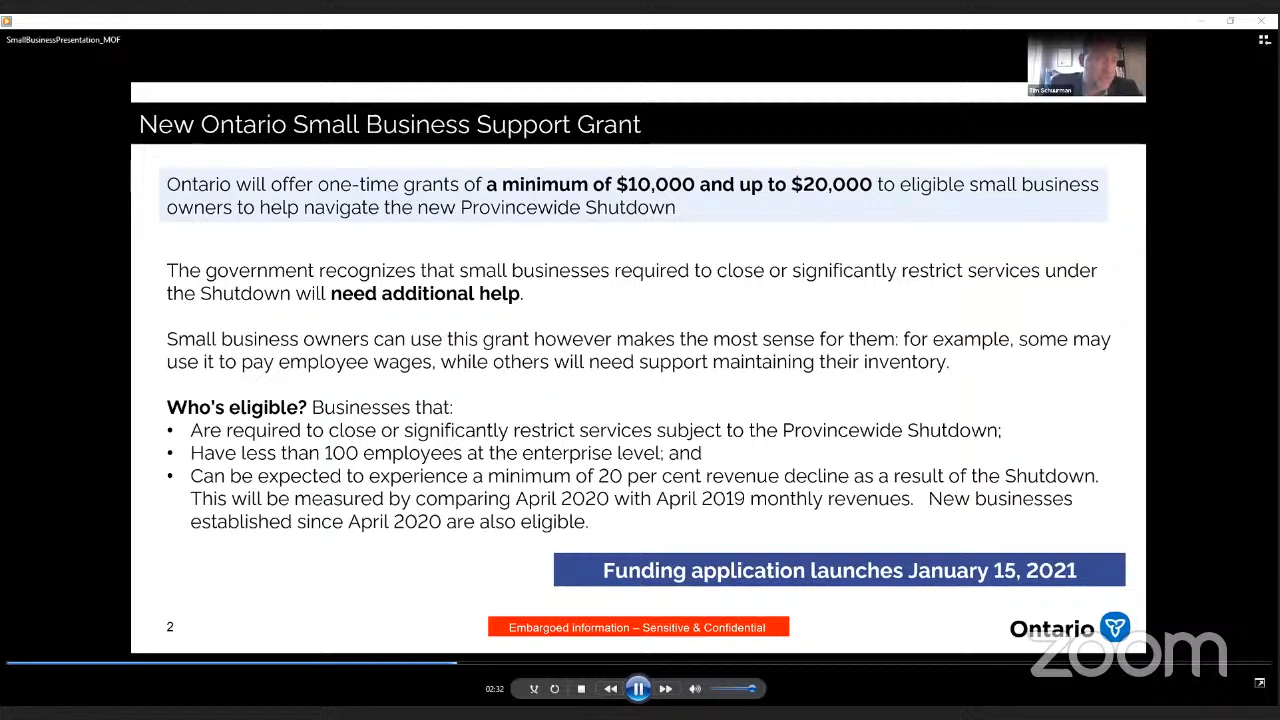 SmallBusinessPresentation_MOF
Tim Schuurman
New Ontario Small Business Support Grant
Ontario will offer one-time grants of a minimum of $10,000 and up to $20,000 to eligible small business
owners to help navigate the new Provincewide Shutdown
The government recognizes that small businesses required to close or significantly restrict services under
the Shutdown will need additional help.
Small business owners can use this grant however makes the most sense for them: for example, some may
use it to pay employee wages, while others will need support maintaining their inventory.
Who's eligible? Businesses that:
• Are required to close or significantly restrict services subject to the Provincewide Shutdown;
• Have less than 100 employees at the enterprise level; and
• Can be expected to experience a minimum of 20 per cent revenue decline as a result of the Shutdown.
This will be measured by comparing April 2020 with April 2019 monthly revenues. New businesses
established since April 2020 are also eligible.
Funding application launches January 15, 2021
2
Embargoed information – Sensitive & Confidential
Ontario
zoom
02:32